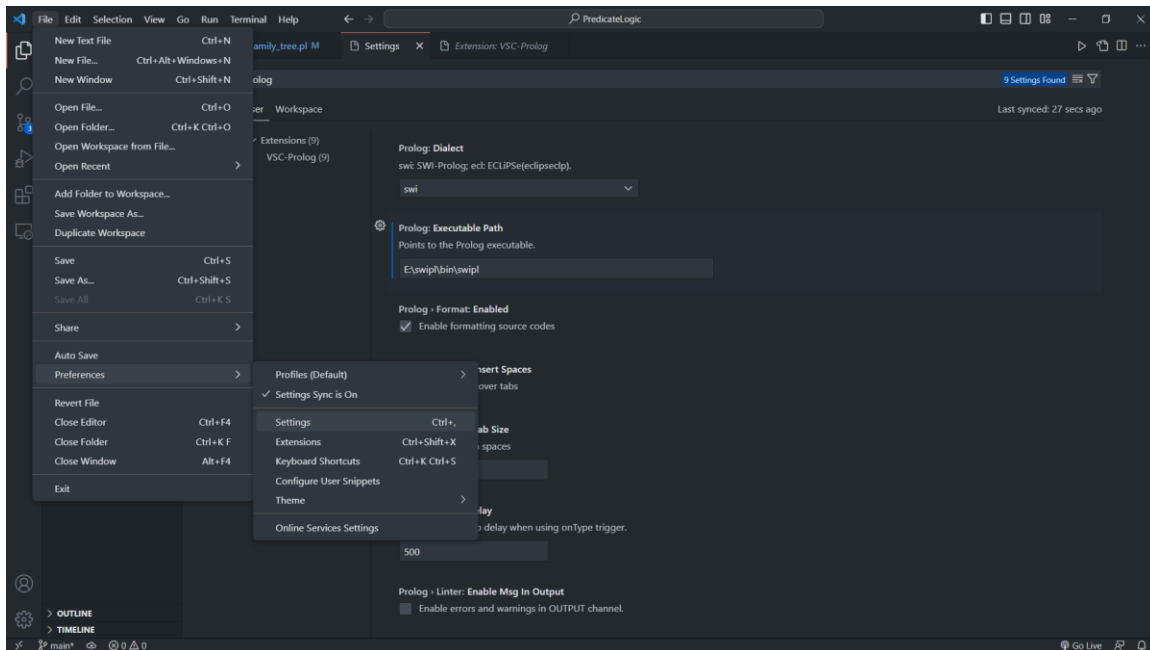 File Edit Selection View Go Run Terminal Help
PredicateLogic
New Text File Ctrl+N
New File... Ctrl+Alt+Windows+N
New Window Ctrl+Shift+N
Open File... Ctrl+O
Open Folder... Ctrl+K Ctrl+O
Open Workspace from File...
Open Recent
Add Folder to Workspace...
Save Workspace As...
Duplicate Workspace
Save Ctrl+S
Save As... Ctrl+Shift+S
Save All Ctrl+K S
Share
Auto Save
Preferences
Revert File
Close Editor Ctrl+F4
Close Folder Ctrl+K F
Close Window Alt+F4
Exit
Profiles (Default)
Settings Sync is On
Settings Ctrl+,
Extensions Ctrl+Shift+X
Keyboard Shortcuts Ctrl+K Ctrl+S
Configure User Snippets
Theme
Online Services Settings
amily_tree.pl M Settings Extension: VSC-Prolog
olog 9 Settings Found
ser Workspace Last synced: 27 secs ago
Extensions (9)
VSC-Prolog (9)
Prolog: Dialect
swi: SWI-Prolog; ecl: ECLiPSe(eclipseclp).
swi
Prolog: Executable Path
Points to the Prolog executable.
E:\swipl\bin\swipl
Prolog › Format: Enabled
Enable formatting source codes
nsert Spaces
over tabs
ab Size
spaces
lay
delay when using onType trigger.
500
Prolog › Linter: Enable Msg In Output
Enable errors and warnings in OUTPUT channel.
OUTLINE
TIMELINE
3
main* 0 0 Go Live